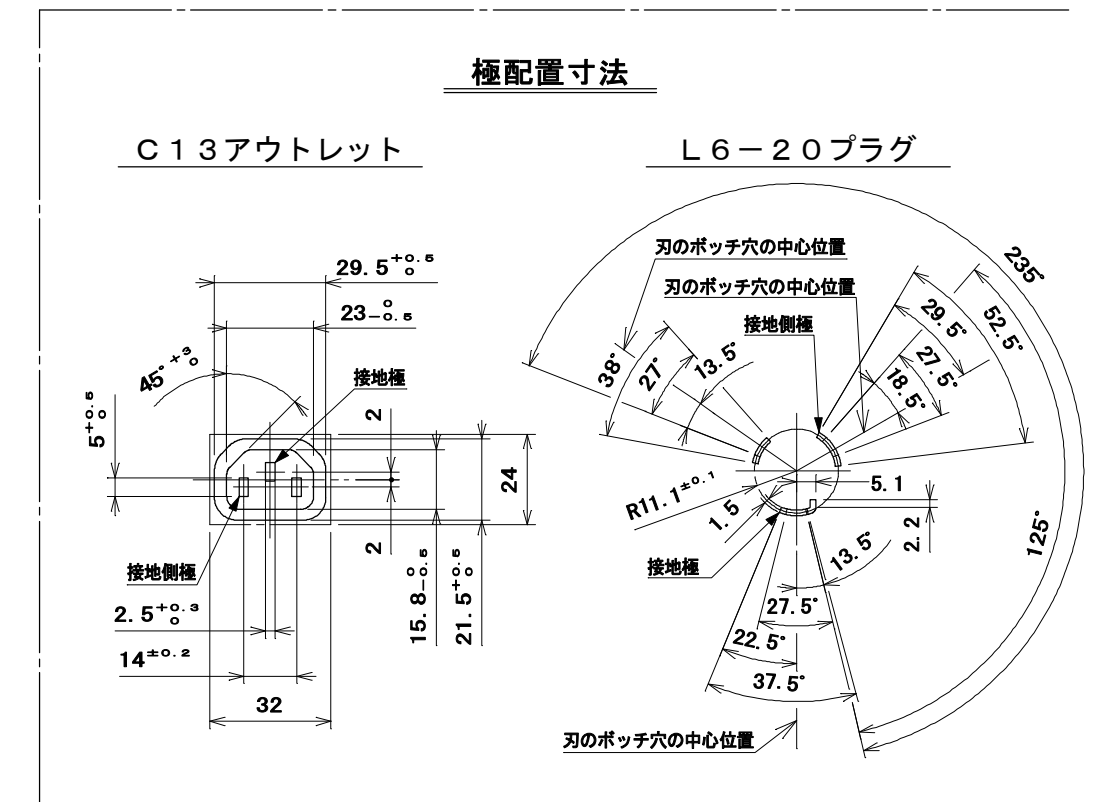 極配置寸法
C13アウトレット
L6-20プラグ
刃のボッチ穴の中心位置
刃のボッチ穴の中心位置
接地側極
235°
29.5+0.5 0
23-0 0.5
45°+3 0
接地極
5+0.5 0
2
2
24
接地側極
2.5+0.3 0
14±0.2
32
15.8-0 0.5
21.5+0.5 0
38°
27°
13.5°
29.5°
52.5°
27.5°
18.5°
R11.1±0.1
1.5
5.1
2.2
接地極
13.5°
125°
27.5°
22.5°
37.5°
刃のボッチ穴の中心位置